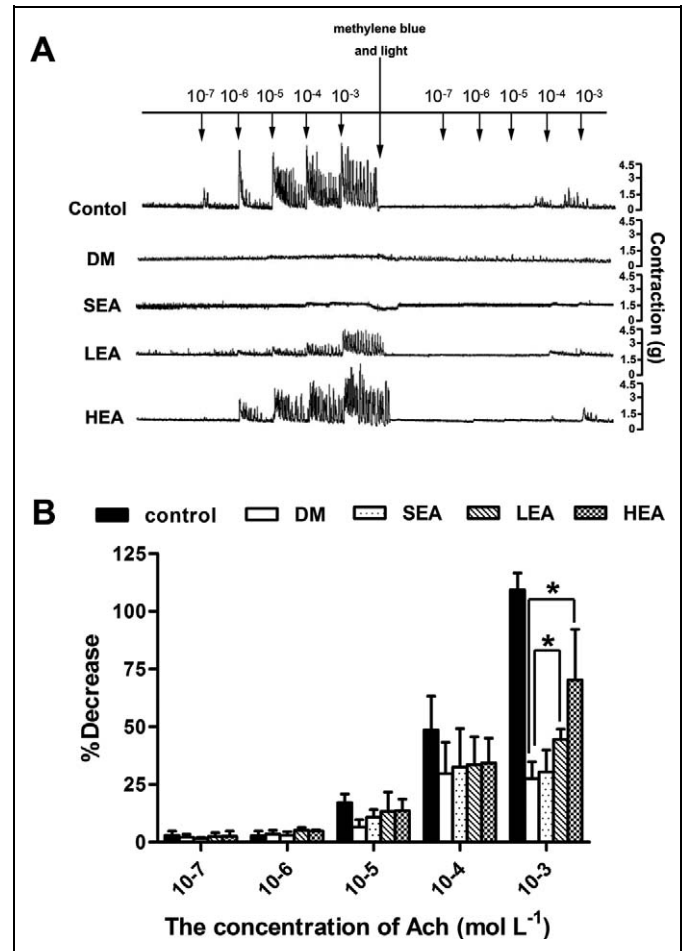 A
methylene blue
and light
10-7 10-6 10-5 10-4 10-3 10-7 10-6 10-5 10-4 10-3
Contol
4.5
3
1.5
0
DM
4.5
3
1.5
0
SEA
4.5
3
1.5
0
LEA
4.5
3
1.5
0
HEA
4.5
3
1.5
0
Contraction (g)
B
control DM SEA LEA HEA
125
100
75
50
25
0
%Decrease
* *
10-7 10-6 10-5 10-4 10-3
The concentration of Ach (mol L-1)